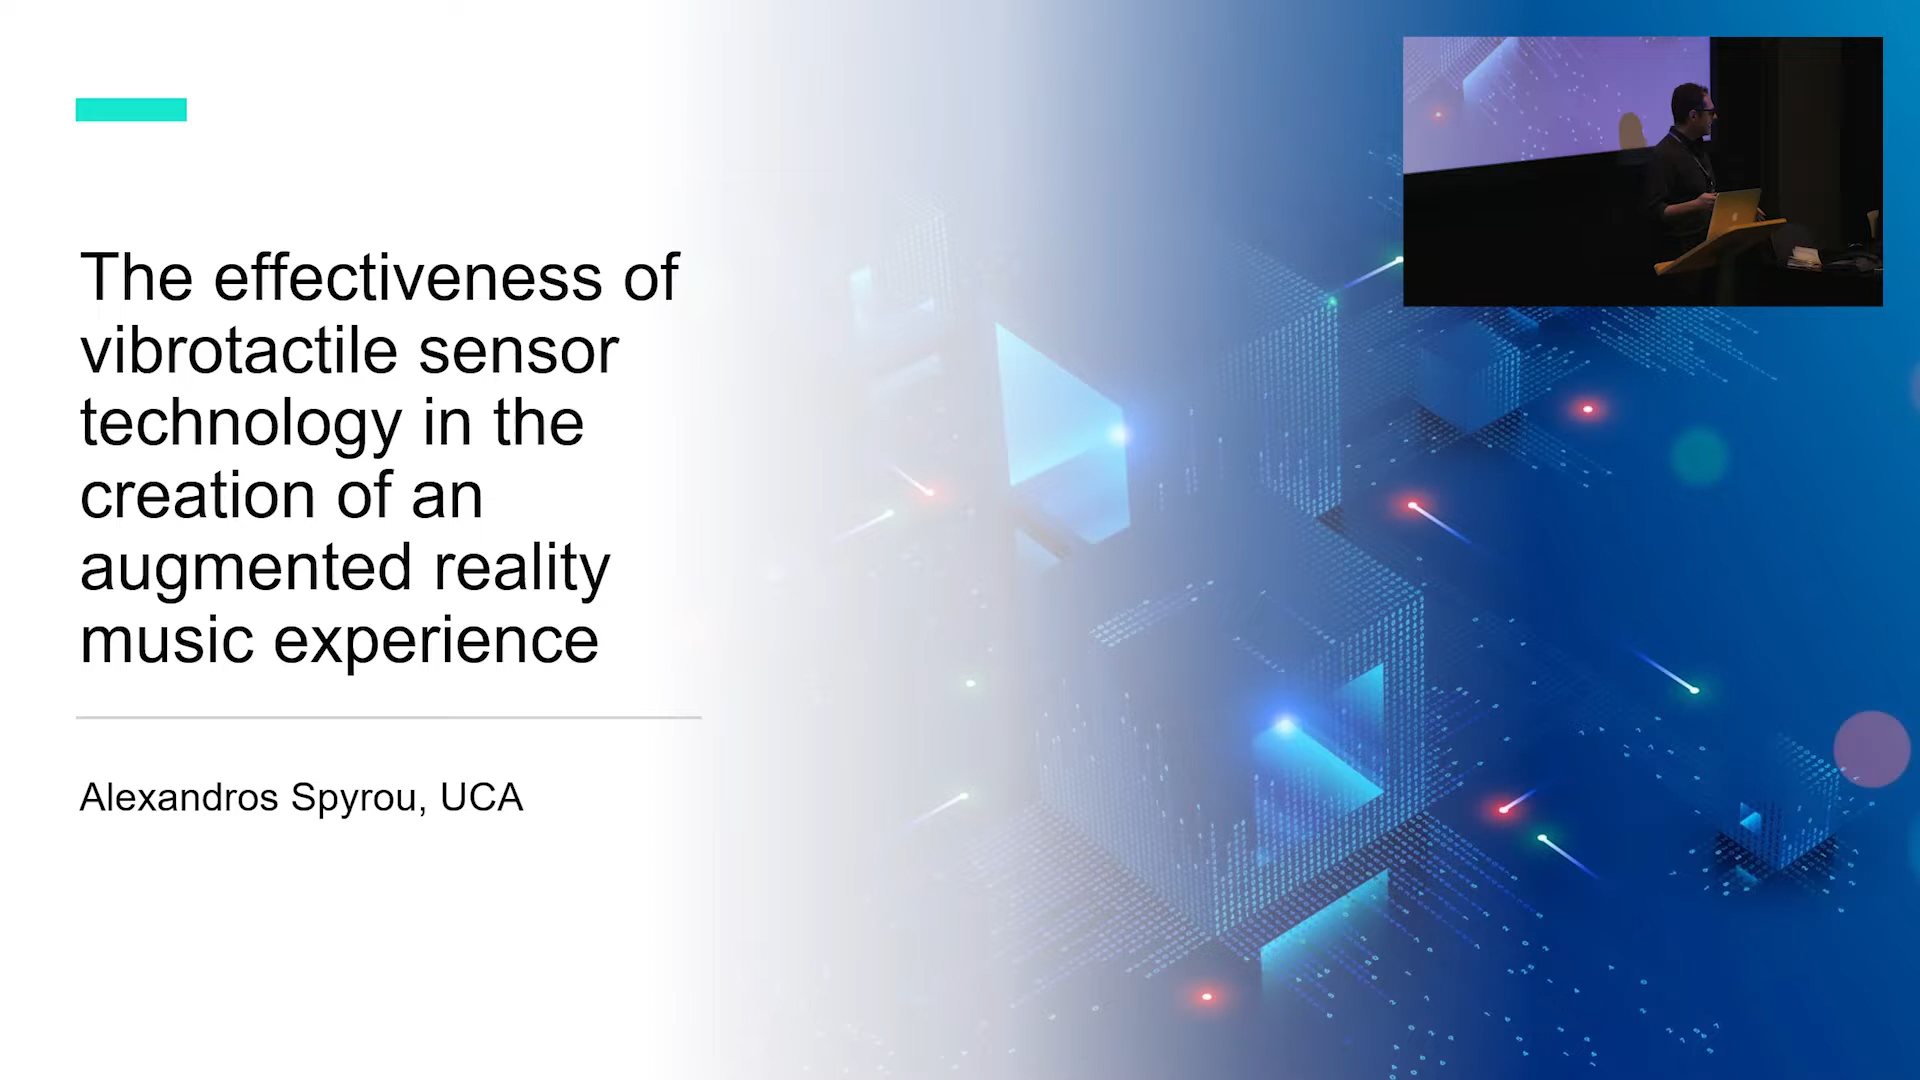 The effectiveness of
vibrotactile sensor
technology in the
creation of an
augmented reality
music experience
Alexandros Spyrou, UCA